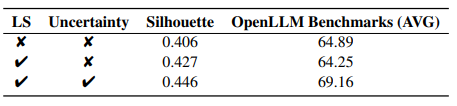 LS Uncertainty Silhouette OpenLLM Benchmarks (AVG)
✘ ✘ 0.406 64.89
✔ ✘ 0.427 64.25
✔ ✔ 0.446 69.16